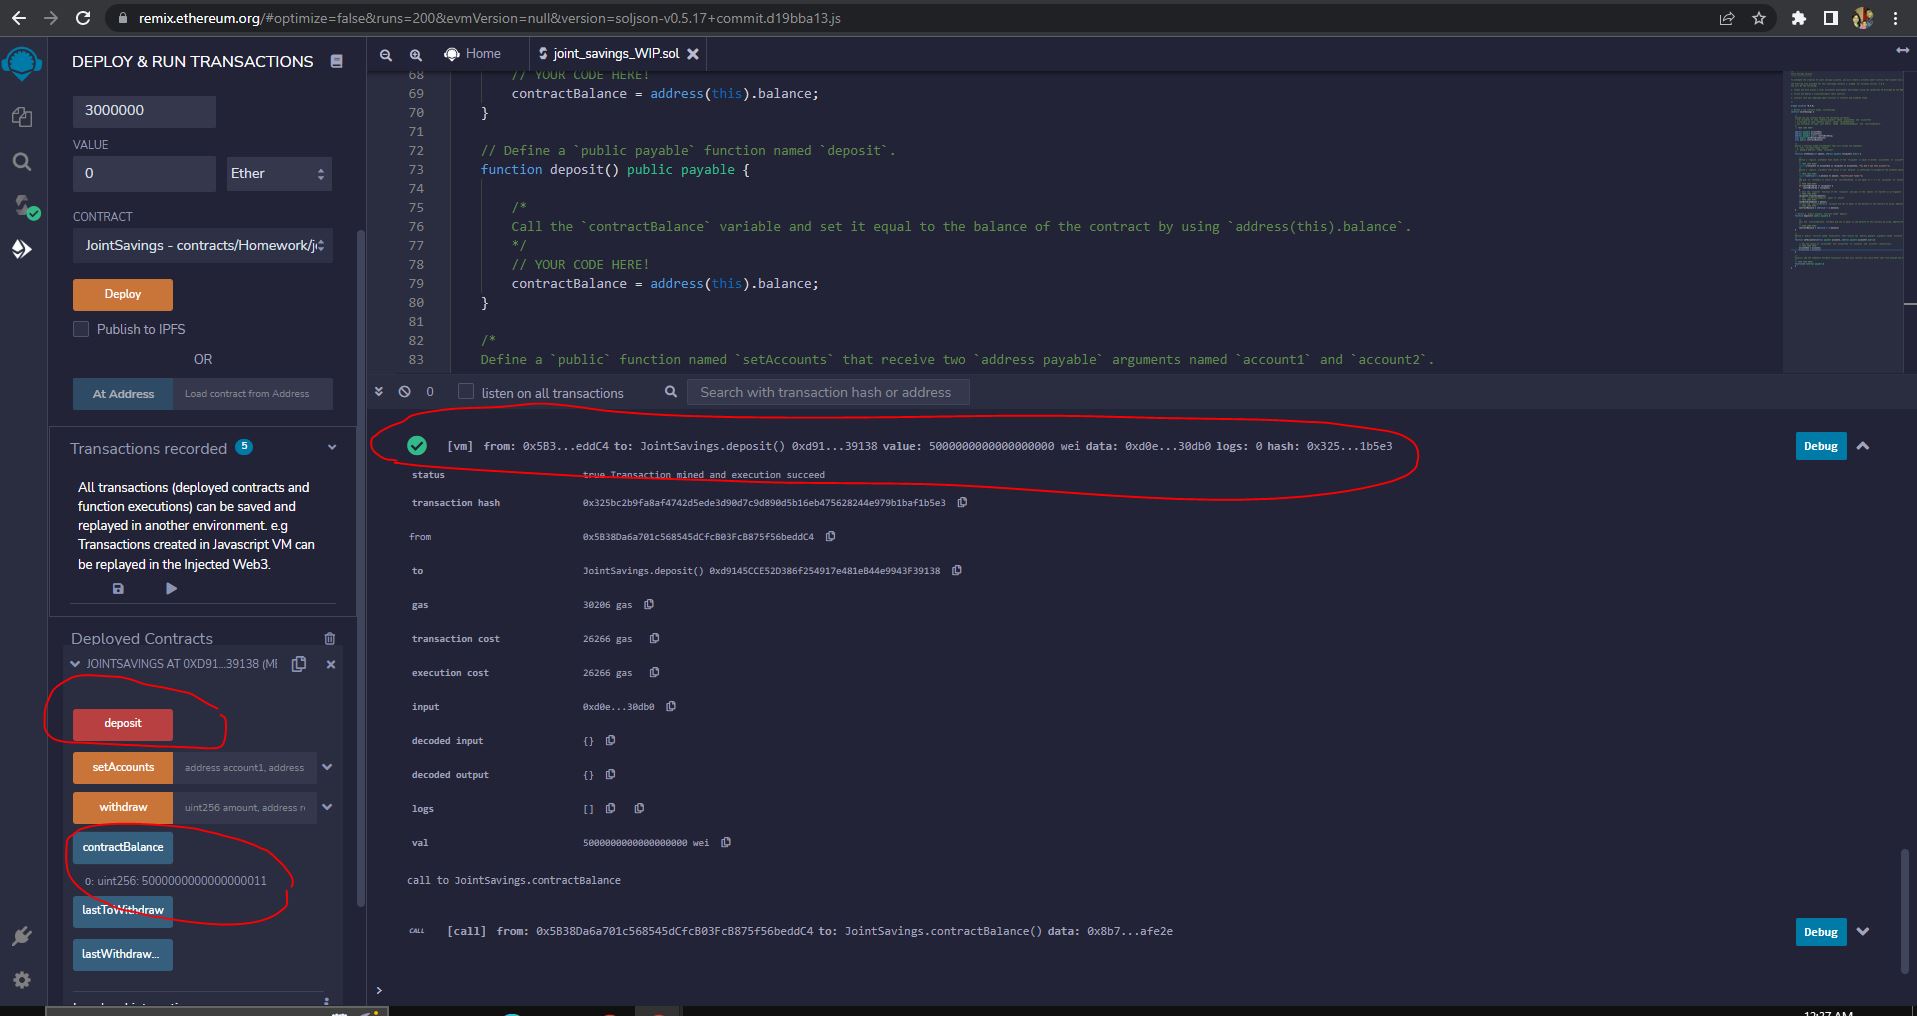 remix.ethereum.org/#optimize=false&runs=200&evmVersion=null&version=soljson-v0.5.17+commit.d19bba13.js
DEPLOY & RUN TRANSACTIONS
3000000
VALUE
0
Ether
CONTRACT
JointSavings - contracts/Homework/j
Deploy
Publish to IPFS
OR
At Address
Load contract from Address
Transactions recorded 5
All transactions (deployed contracts and
function executions) can be saved and
replayed in another environment. e.g
Transactions created in Javascript VM can
be replayed in the Injected Web3.
Deployed Contracts
JOINTSAVINGS AT 0XD91...39138 (ME
deposit
setAccounts
address account1, address
withdraw
uint256 amount, address r
contractBalance
0: uint256: 5000000000000000011
lastToWithdraw
lastWithdraw...
Home
joint_savings_WIP.sol
68 // YOUR CODE HERE!
69 contractBalance = address(this).balance;
70 }
71
72 // Define a `public payable` function named `deposit`.
73 function deposit() public payable {
74
75 /*
76 Call the `contractBalance` variable and set it equal to the balance of the contract by using `address(this).balance`.
77 */
78 // YOUR CODE HERE!
79 contractBalance = address(this).balance;
80 }
81
82 /*
83 Define a `public` function named `setAccounts` that receive two `address payable` arguments named `account1` and `account2`.
0
listen on all transactions
Search with transaction hash or address
[vm] from: 0x5B3...eddC4 to: JointSavings.deposit() 0xd91...39138 value: 5000000000000000000 wei data: 0xd0e...30db0 logs: 0 hash: 0x325...1b5e3
Debug
status true Transaction mined and execution succeed
transaction hash 0x325bc2b9fa8af4742d5ede3d90d7c9d890d5b16eb475628244e979b1baf1b5e3
from 0x5B38Da6a701c568545dCfcB03FcB875f56beddC4
to JointSavings.deposit() 0xd9145CCE52D386f254917e481eB44e9943F39138
gas 30206 gas
transaction cost 26266 gas
execution cost 26266 gas
input 0xd0e...30db0
decoded input {}
decoded output {}
logs []
val 5000000000000000000 wei
call to JointSavings.contractBalance
CALL [call] from: 0x5B38Da6a701c568545dCfcB03FcB875f56beddC4 to: JointSavings.contractBalance() data: 0x8b7...afe2e
Debug
>